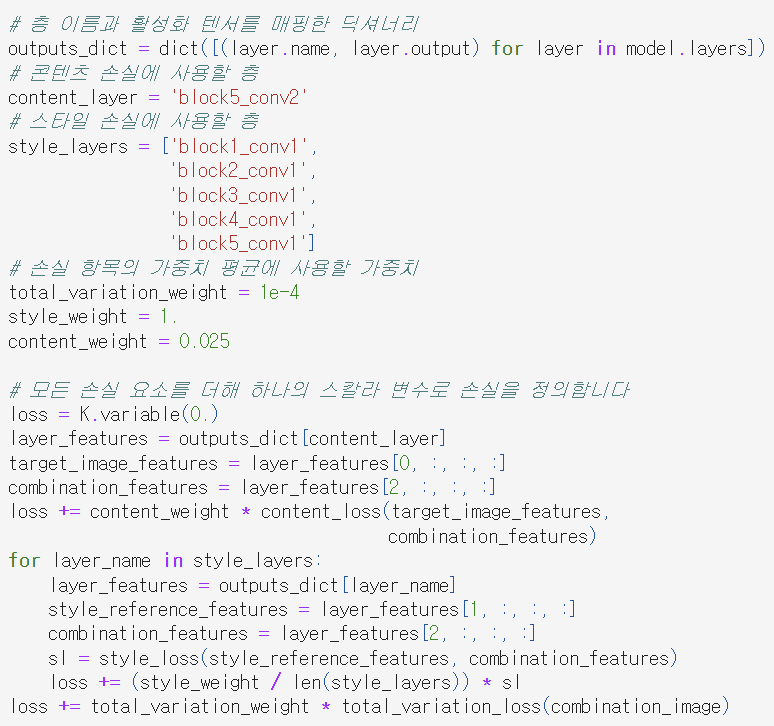 # 층 이름과 활성화 텐서를 매핑한 딕셔너리
outputs_dict = dict([(layer.name, layer.output) for layer in model.layers])
# 콘텐츠 손실에 사용할 층
content_layer = 'block5_conv2'
# 스타일 손실에 사용할 층
style_layers = ['block1_conv1',
                'block2_conv1',
                'block3_conv1',
                'block4_conv1',
                'block5_conv1']
# 손실 항목의 가중치 평균에 사용할 가중치
total_variation_weight = 1e-4
style_weight = 1.
content_weight = 0.025

# 모든 손실 요소를 더해 하나의 스칼라 변수로 손실을 정의합니다
loss = K.variable(0.)
layer_features = outputs_dict[content_layer]
target_image_features = layer_features[0, :, :, :]
combination_features = layer_features[2, :, :, :]
loss += content_weight * content_loss(target_image_features,
                                      combination_features)
for layer_name in style_layers:
    layer_features = outputs_dict[layer_name]
    style_reference_features = layer_features[1, :, :, :]
    combination_features = layer_features[2, :, :, :]
    sl = style_loss(style_reference_features, combination_features)
    loss += (style_weight / len(style_layers)) * sl
loss += total_variation_weight * total_variation_loss(combination_image)